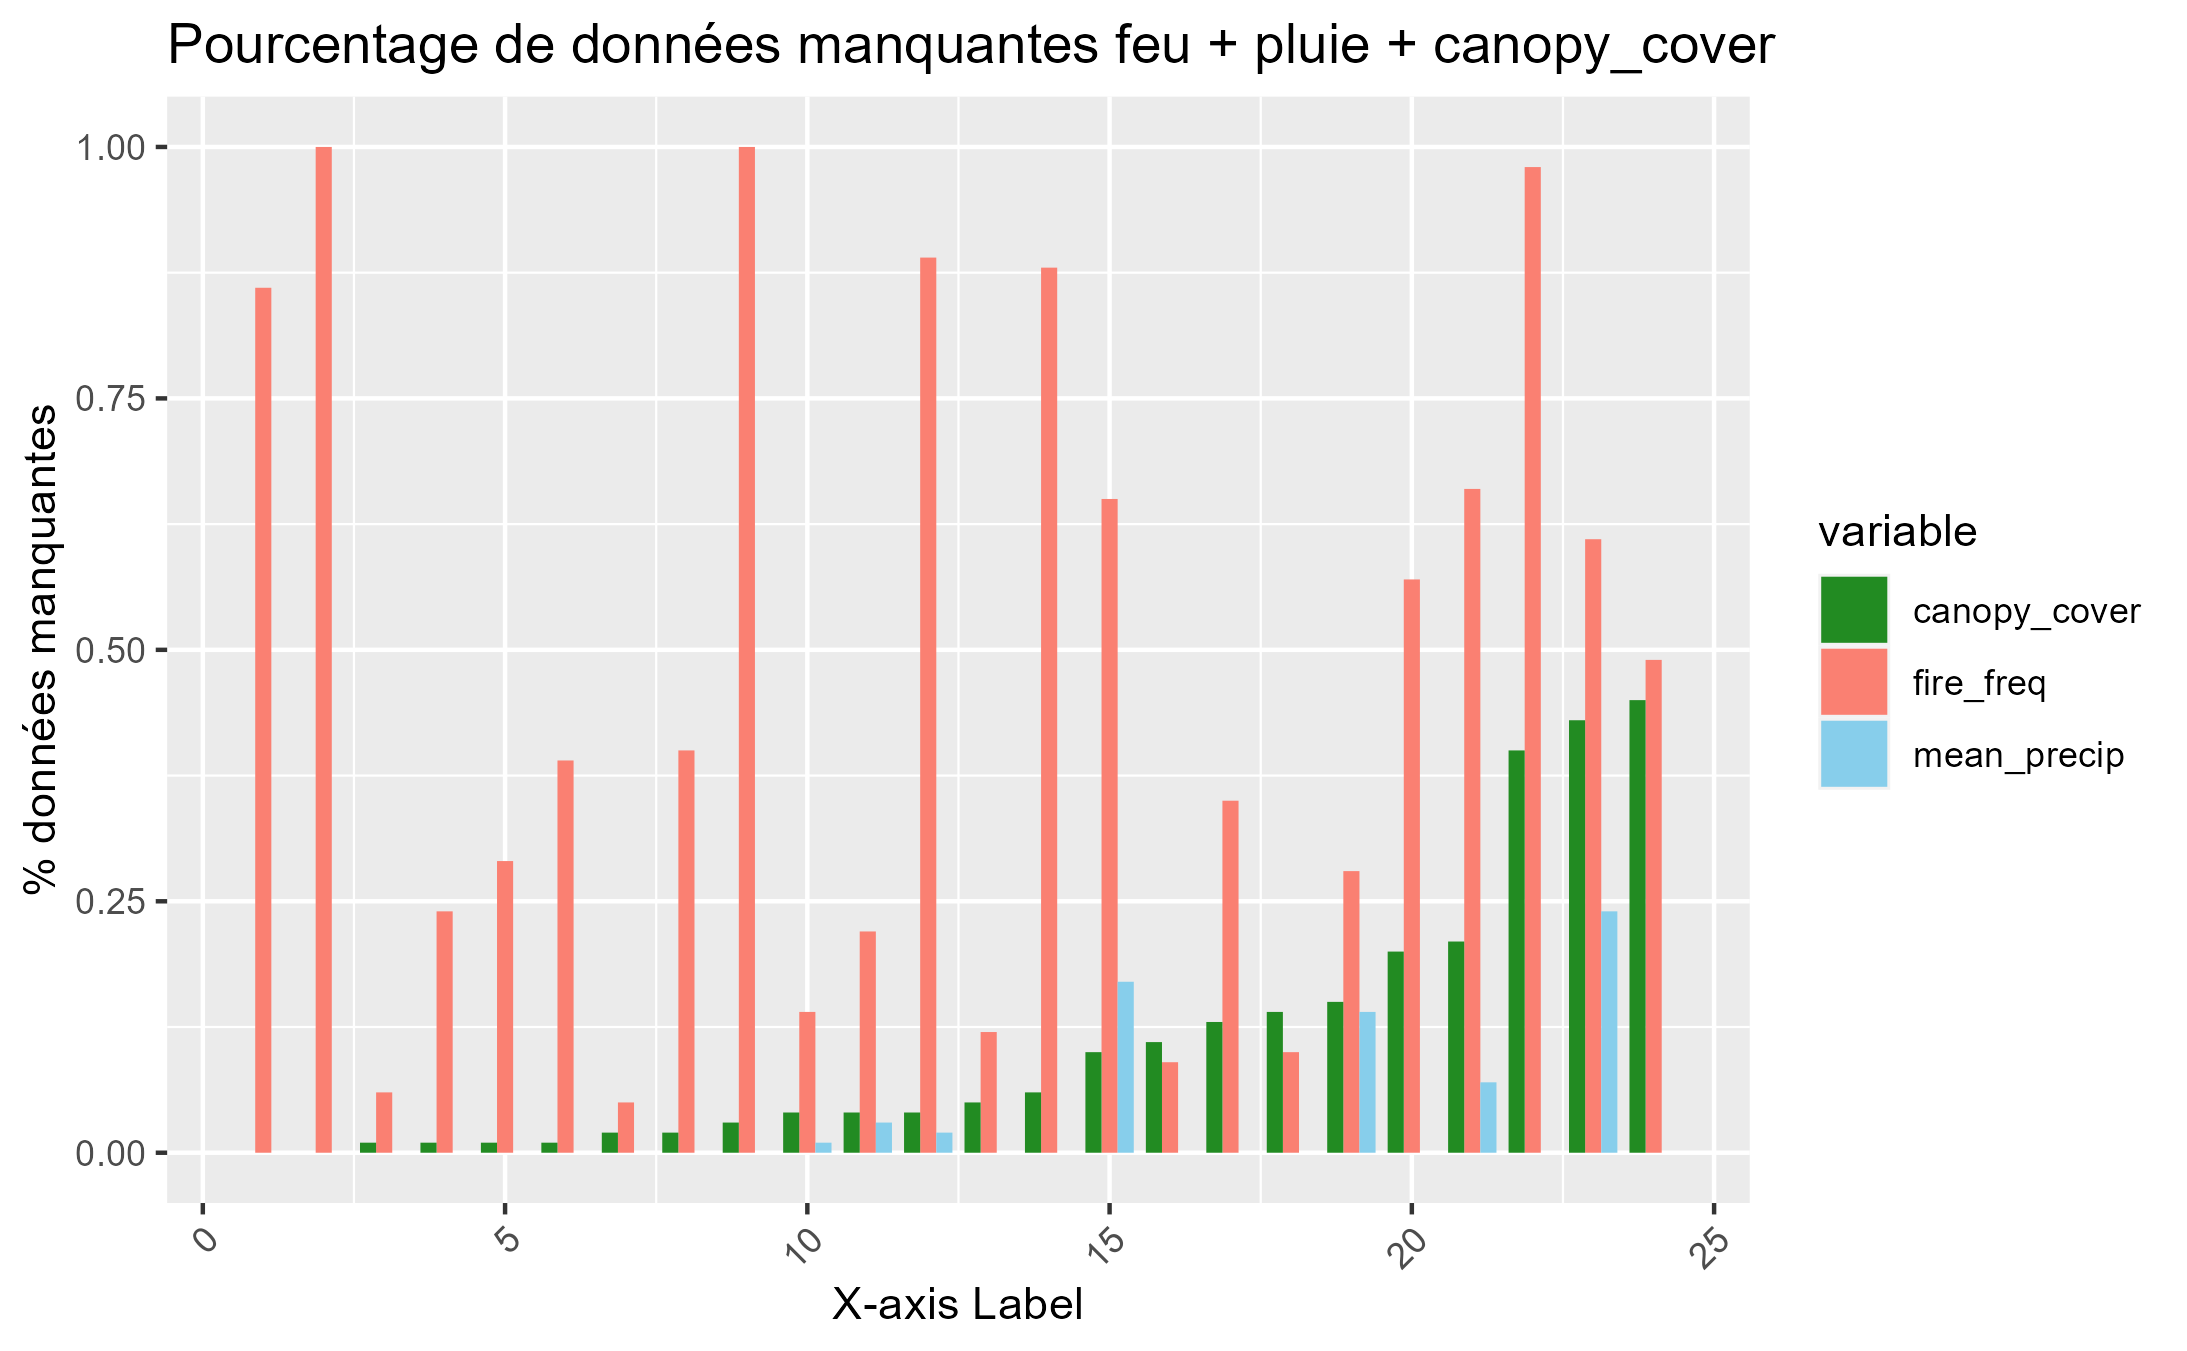 Pourcentage de données manquantes feu + pluie + canopy_cover
% données manquantes
1.00
0.75
0.50
0.25
0.00
0
5
10
15
20
25
X-axis Label
variable
canopy_cover
fire_freq
mean_precip